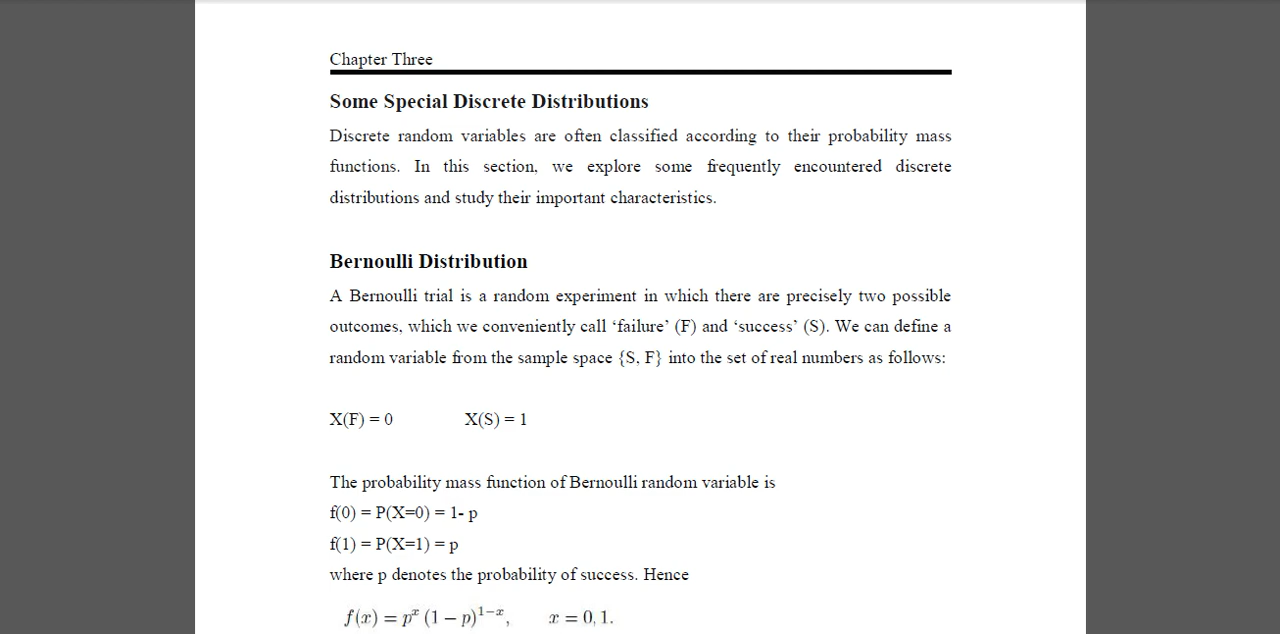 Chapter Three
Some Special Discrete Distributions
Discrete random variables are often classified according to their probability mass
functions. In this section, we explore some frequently encountered discrete
distributions and study their important characteristics.
Bernoulli Distribution
A Bernoulli trial is a random experiment in which there are precisely two possible
outcomes, which we conveniently call ‘failure’ (F) and ‘success’ (S). We can define a
random variable from the sample space {S, F} into the set of real numbers as follows:
X(F) = 0 X(S) = 1
The probability mass function of Bernoulli random variable is
f(0) = P(X=0) = 1- p
f(1) = P(X=1) = p
where p denotes the probability of success. Hence
f(x) = p^x (1 − p)^{1−x}, x = 0, 1.